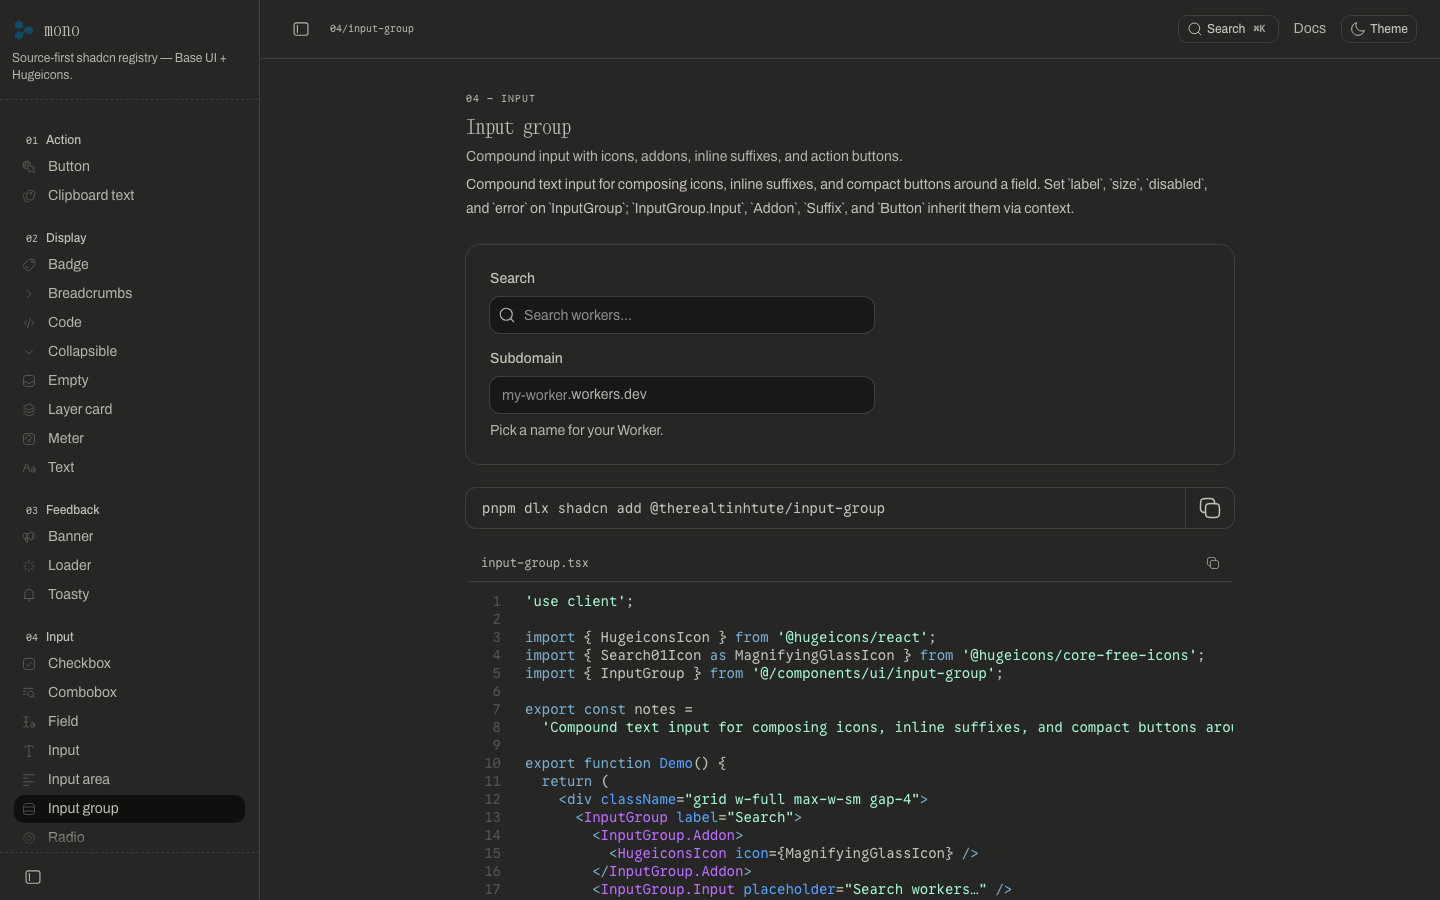 mono
Source-first shadcn registry — Base UI +
Hugeicons.
01 Action
Button
Clipboard text
02 Display
Badge
Breadcrumbs
Code
Collapsible
Empty
Layer card
Meter
Text
03 Feedback
Banner
Loader
Toasty
04 Input
Checkbox
Combobox
Field
Input
Input area
Input group
Radio
04/input-group
Search ⌘K
Docs
Theme
04 — INPUT
Input group
Compound input with icons, addons, inline suffixes, and action buttons.
Compound text input for composing icons, inline suffixes, and compact buttons around a field. Set `label`, `size`, `disabled`,
and `error` on `InputGroup`; `InputGroup.Input`, `Addon`, `Suffix`, and `Button` inherit them via context.
Search
Search workers...
Subdomain
my-worker.workers.dev
Pick a name for your Worker.
pnpm dlx shadcn add @therealtinhtute/input-group
input-group.tsx
1 'use client';
2
3 import { HugeiconsIcon } from '@hugeicons/react';
4 import { Search01Icon as MagnifyingGlassIcon } from '@hugeicons/core-free-icons';
5 import { InputGroup } from '@/components/ui/input-group';
6
7 export const notes =
8 'Compound text input for composing icons, inline suffixes, and compact buttons arou
9
10 export function Demo() {
11 return (
12 <div className="grid w-full max-w-sm gap-4">
13 <InputGroup label="Search">
14 <InputGroup.Addon>
15 <HugeiconsIcon icon={MagnifyingGlassIcon} />
16 </InputGroup.Addon>
17 <InputGroup.Input placeholder="Search workers…" />